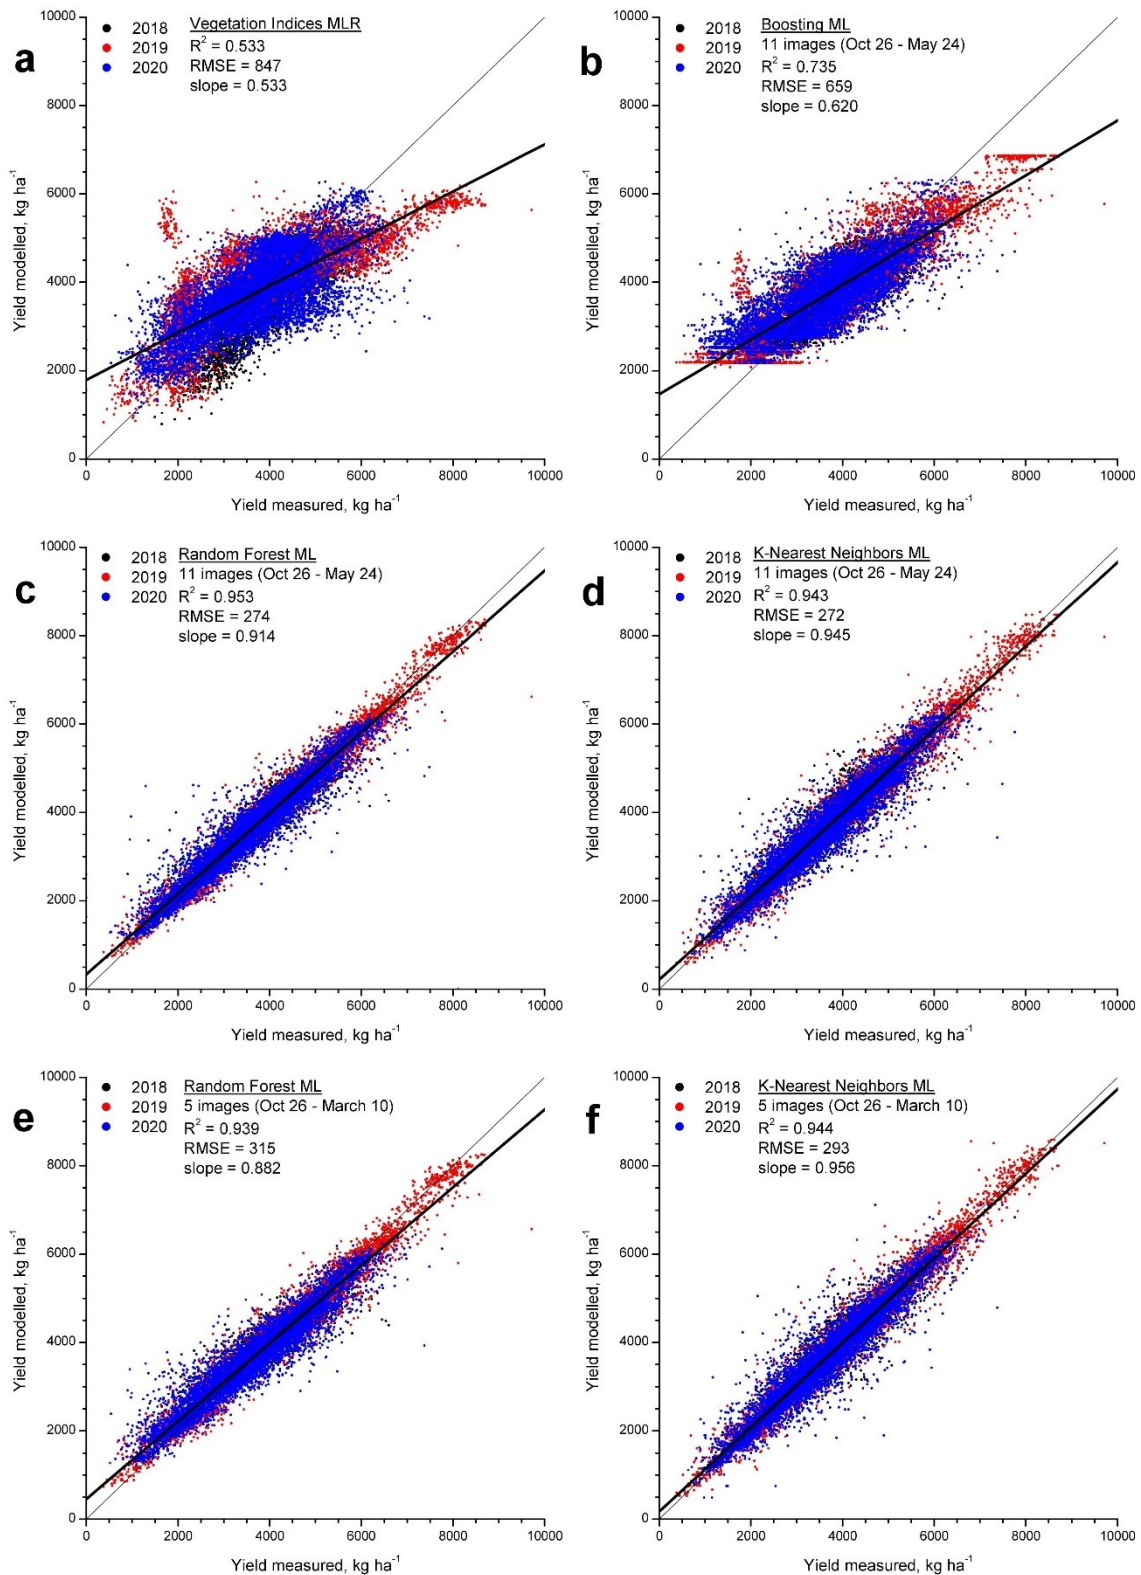 a
2018
2019
2020
Vegetation Indices MLR
R² = 0.533
RMSE = 847
slope = 0.533
Yield modelled, kg ha⁻¹
10000
8000
6000
4000
2000
0
0 2000 4000 6000 8000 10000
Yield measured, kg ha⁻¹
b
2018
2019
2020
Boosting ML
11 images (Oct 26 - May 24)
R² = 0.735
RMSE = 659
slope = 0.620
Yield modelled, kg ha⁻¹
10000
8000
6000
4000
2000
0
0 2000 4000 6000 8000 10000
Yield measured, kg ha⁻¹
c
2018
2019
2020
Random Forest ML
11 images (Oct 26 - May 24)
R² = 0.953
RMSE = 274
slope = 0.914
Yield modelled, kg ha⁻¹
10000
8000
6000
4000
2000
0
0 2000 4000 6000 8000 10000
Yield measured, kg ha⁻¹
d
2018
2019
2020
K-Nearest Neighbors ML
11 images (Oct 26 - May 24)
R² = 0.943
RMSE = 272
slope = 0.945
Yield modelled, kg ha⁻¹
10000
8000
6000
4000
2000
0
0 2000 4000 6000 8000 10000
Yield measured, kg ha⁻¹
e
2018
2019
2020
Random Forest ML
5 images (Oct 26 - March 10)
R² = 0.939
RMSE = 315
slope = 0.882
Yield modelled, kg ha⁻¹
10000
8000
6000
4000
2000
0
0 2000 4000 6000 8000 10000
Yield measured, kg ha⁻¹
f
2018
2019
2020
K-Nearest Neighbors ML
5 images (Oct 26 - March 10)
R² = 0.944
RMSE = 293
slope = 0.956
Yield modelled, kg ha⁻¹
10000
8000
6000
4000
2000
0
0 2000 4000 6000 8000 10000
Yield measured, kg ha⁻¹